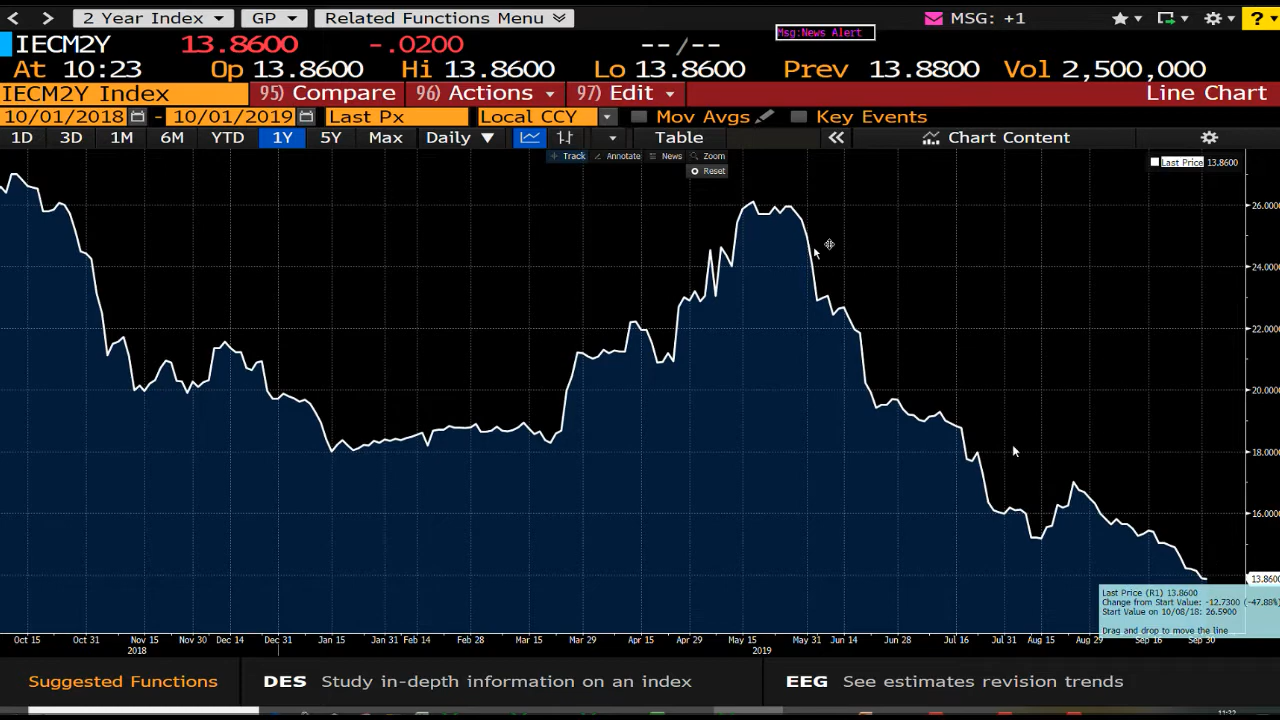 2 Year Index GP Related Functions Menu MSG: +1 ?
Msg:News Alert
IECM2Y 13.8600 -.0200 -- / --
At 10:23 Op 13.8600 Hi 13.8600 Lo 13.8600 Prev 13.8800 Vol 2,500,000
IECM2Y Index 95) Compare 96) Actions 97) Edit Line Chart
10/01/2018 - 10/01/2019 Last Px Local CCY Mov Avgs Key Events
1D 3D 1M 6M YTD 1Y 5Y Max Daily Table Chart Content
Track Annotate News Zoom
Reset
Last Price 13.8600
26.0000
24.0000
22.0000
20.0000
18.0000
16.0000
13.8600
Last Price (R1) 13.8600
Change from Start Value: -12.7300 (-47.88%
Start Value on 10/08/18: 26.5900
Drag and drop to move the line
Oct 15 Oct 31 Nov 15 Nov 30 Dec 14 Dec 31 Jan 15 Jan 31 Feb 14 Feb 28 Mar 15 Mar 29 Apr 15 Apr 29 May 15 May 31 Jun 14 Jun 28 Jul 16 Jul 31 Aug 15 Aug 29 Sep 16 Sep 30
2018 2019
Suggested Functions DES Study in-depth information on an index EEG See estimates revision trends